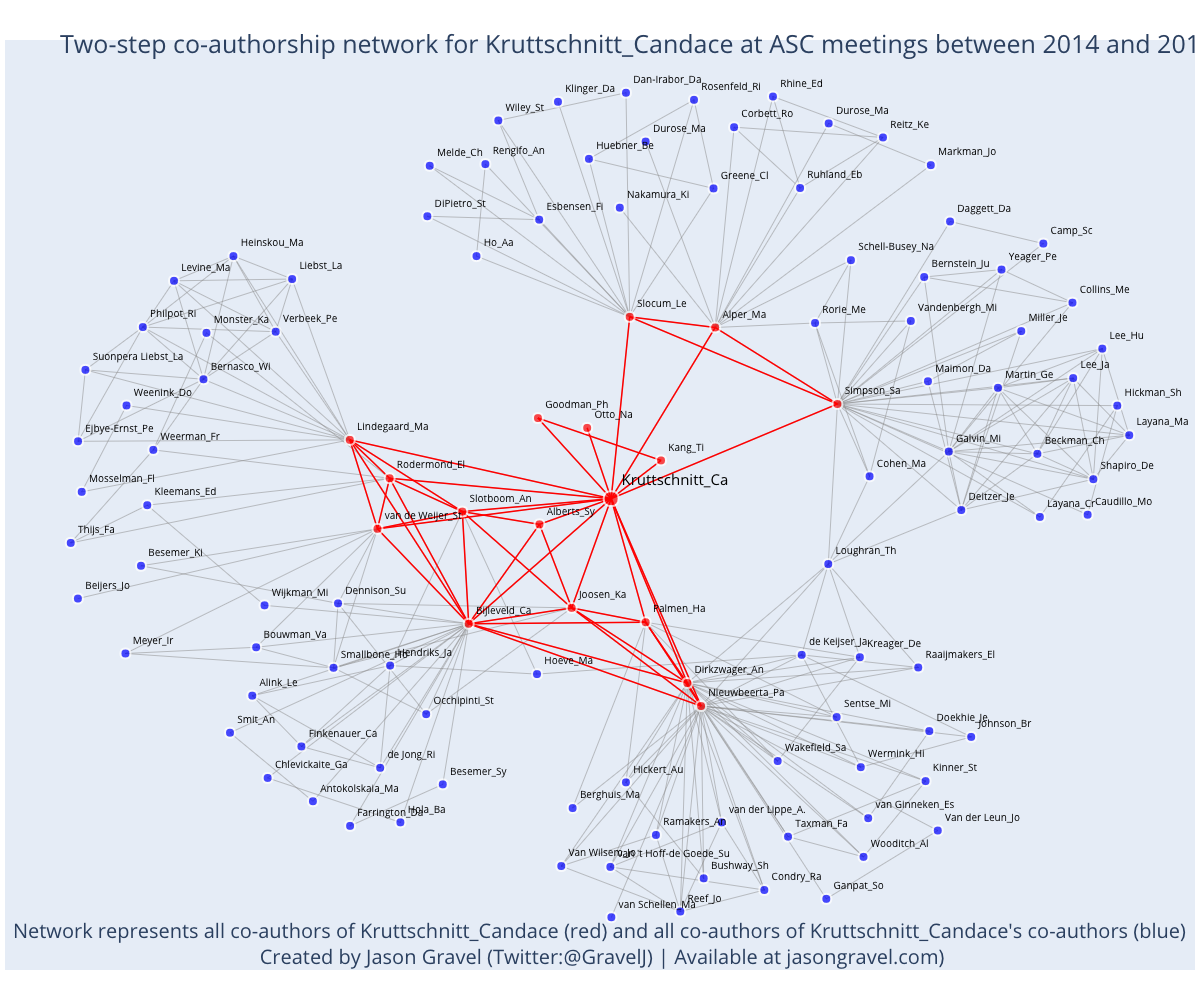 Two-step co-authorship network for Kruttschnitt_Candace at ASC meetings between 2014 and 201
Dan-Irabor_Da
Klinger_Da
Rosenfeld_Ri
Rhine_Ed
Wiley_St
Corbett_Ro
Durose_Ma
Reitz_Ke
Durose_Ma
Huebner_Be
Melde_Ch
Rengifo_An
Markman_Jo
Greene_Cl
Ruhland_Eb
Nakamura_Ki
DiPietro_St
Esbensen_Fi
Daggett_Da
Camp_Sc
Ho_Aa
Heinskou_Ma
Schell-Busey_Na
Yeager_Pe
Levine_Ma
Liebst_La
Bernstein_Ju
Collins_Me
Slocum_Le
Philpot_Ri
Monster_Ka
Verbeek_Pe
Alper_Ma
Rorie_Me
Vandenbergh_Mi
Miller_Je
Lee_Hu
Suonpera Liebst_La
Bernasco_Wi
Maimon_Da
Martin_Ge
Lee_Ja
Weenink_Do
Simpson_Sa
Hickman_Sh
Goodman_Ph
Otto_Na
Ejbye-Ernst_Pe
Weerman_Fr
Lindegaard_Ma
Layana_Ma
Galvin_Mi
Beckman_Ch
Kang_Ti
Rodermond_El
Cohen_Ma
Shapiro_De
Mosselman_Fl
Kruttschnitt_Ca
Kleemans_Ed
Slotboom_An
Deitzer_Je
Layana_Cr
Caudillo_Mo
van de Weijer_St
Alberts_Sy
Thijs_Fa
Besemer_Ki
Loughran_Th
Beijers_Jo
Wijkman_Mi
Dennison_Su
Joosen_Ka
Bijleveld_Ca
Palmen_Ha
Meyer_Ir
Bouwman_Va
Smallbone_Ho
Hendriks_Ja
Hoeve_Ma
de Keijser_Ja
Kreager_De
Raaijmakers_El
Dirkzwager_An
Alink_Le
Occhipinti_St
Nieuwbeerta_Pa
Sentse_Mi
Smit_An
Finkenauer_Ca
Doekhie_Je
Johnson_Br
Chlevickaite_Ga
de Jong_Ri
Wakefield_Sa
Wermink_Hi
Besemer_Sy
Hickert_Au
Kinner_St
Antokolskaia_Ma
Berghuis_Ma
Farrington_Da
Hola_Ba
Ramakers_An
van der Lippe_A.
Taxman_Fa
van Ginneken_Es
Van der Leun_Jo
Van Wilsem_Jo
van 't Hoff-de Goede_Su
Bushway_Sh
Condry_Ra
Wooditch_Al
van Schellen_Ma
Reef_Jo
Ganpat_So
Network represents all co-authors of Kruttschnitt_Candace (red) and all co-authors of Kruttschnitt_Candace's co-authors (blue)
Created by Jason Gravel (Twitter:@GravelJ) | Available at jasongravel.com)